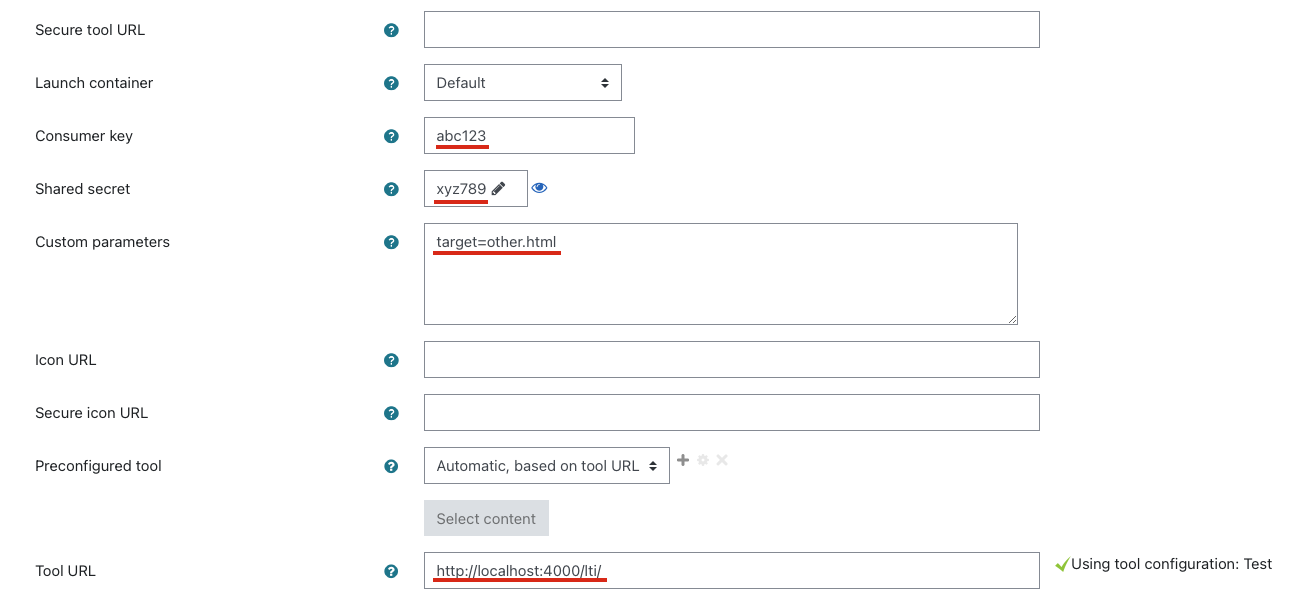 Secure tool URL
Launch container
Default
Consumer key
abc123
Shared secret
xyz789
Custom parameters
target=other.html
Icon URL
Secure icon URL
Preconfigured tool
Automatic, based on tool URL
Select content
Tool URL
http://localhost:4000/lti/
Using tool configuration: Test